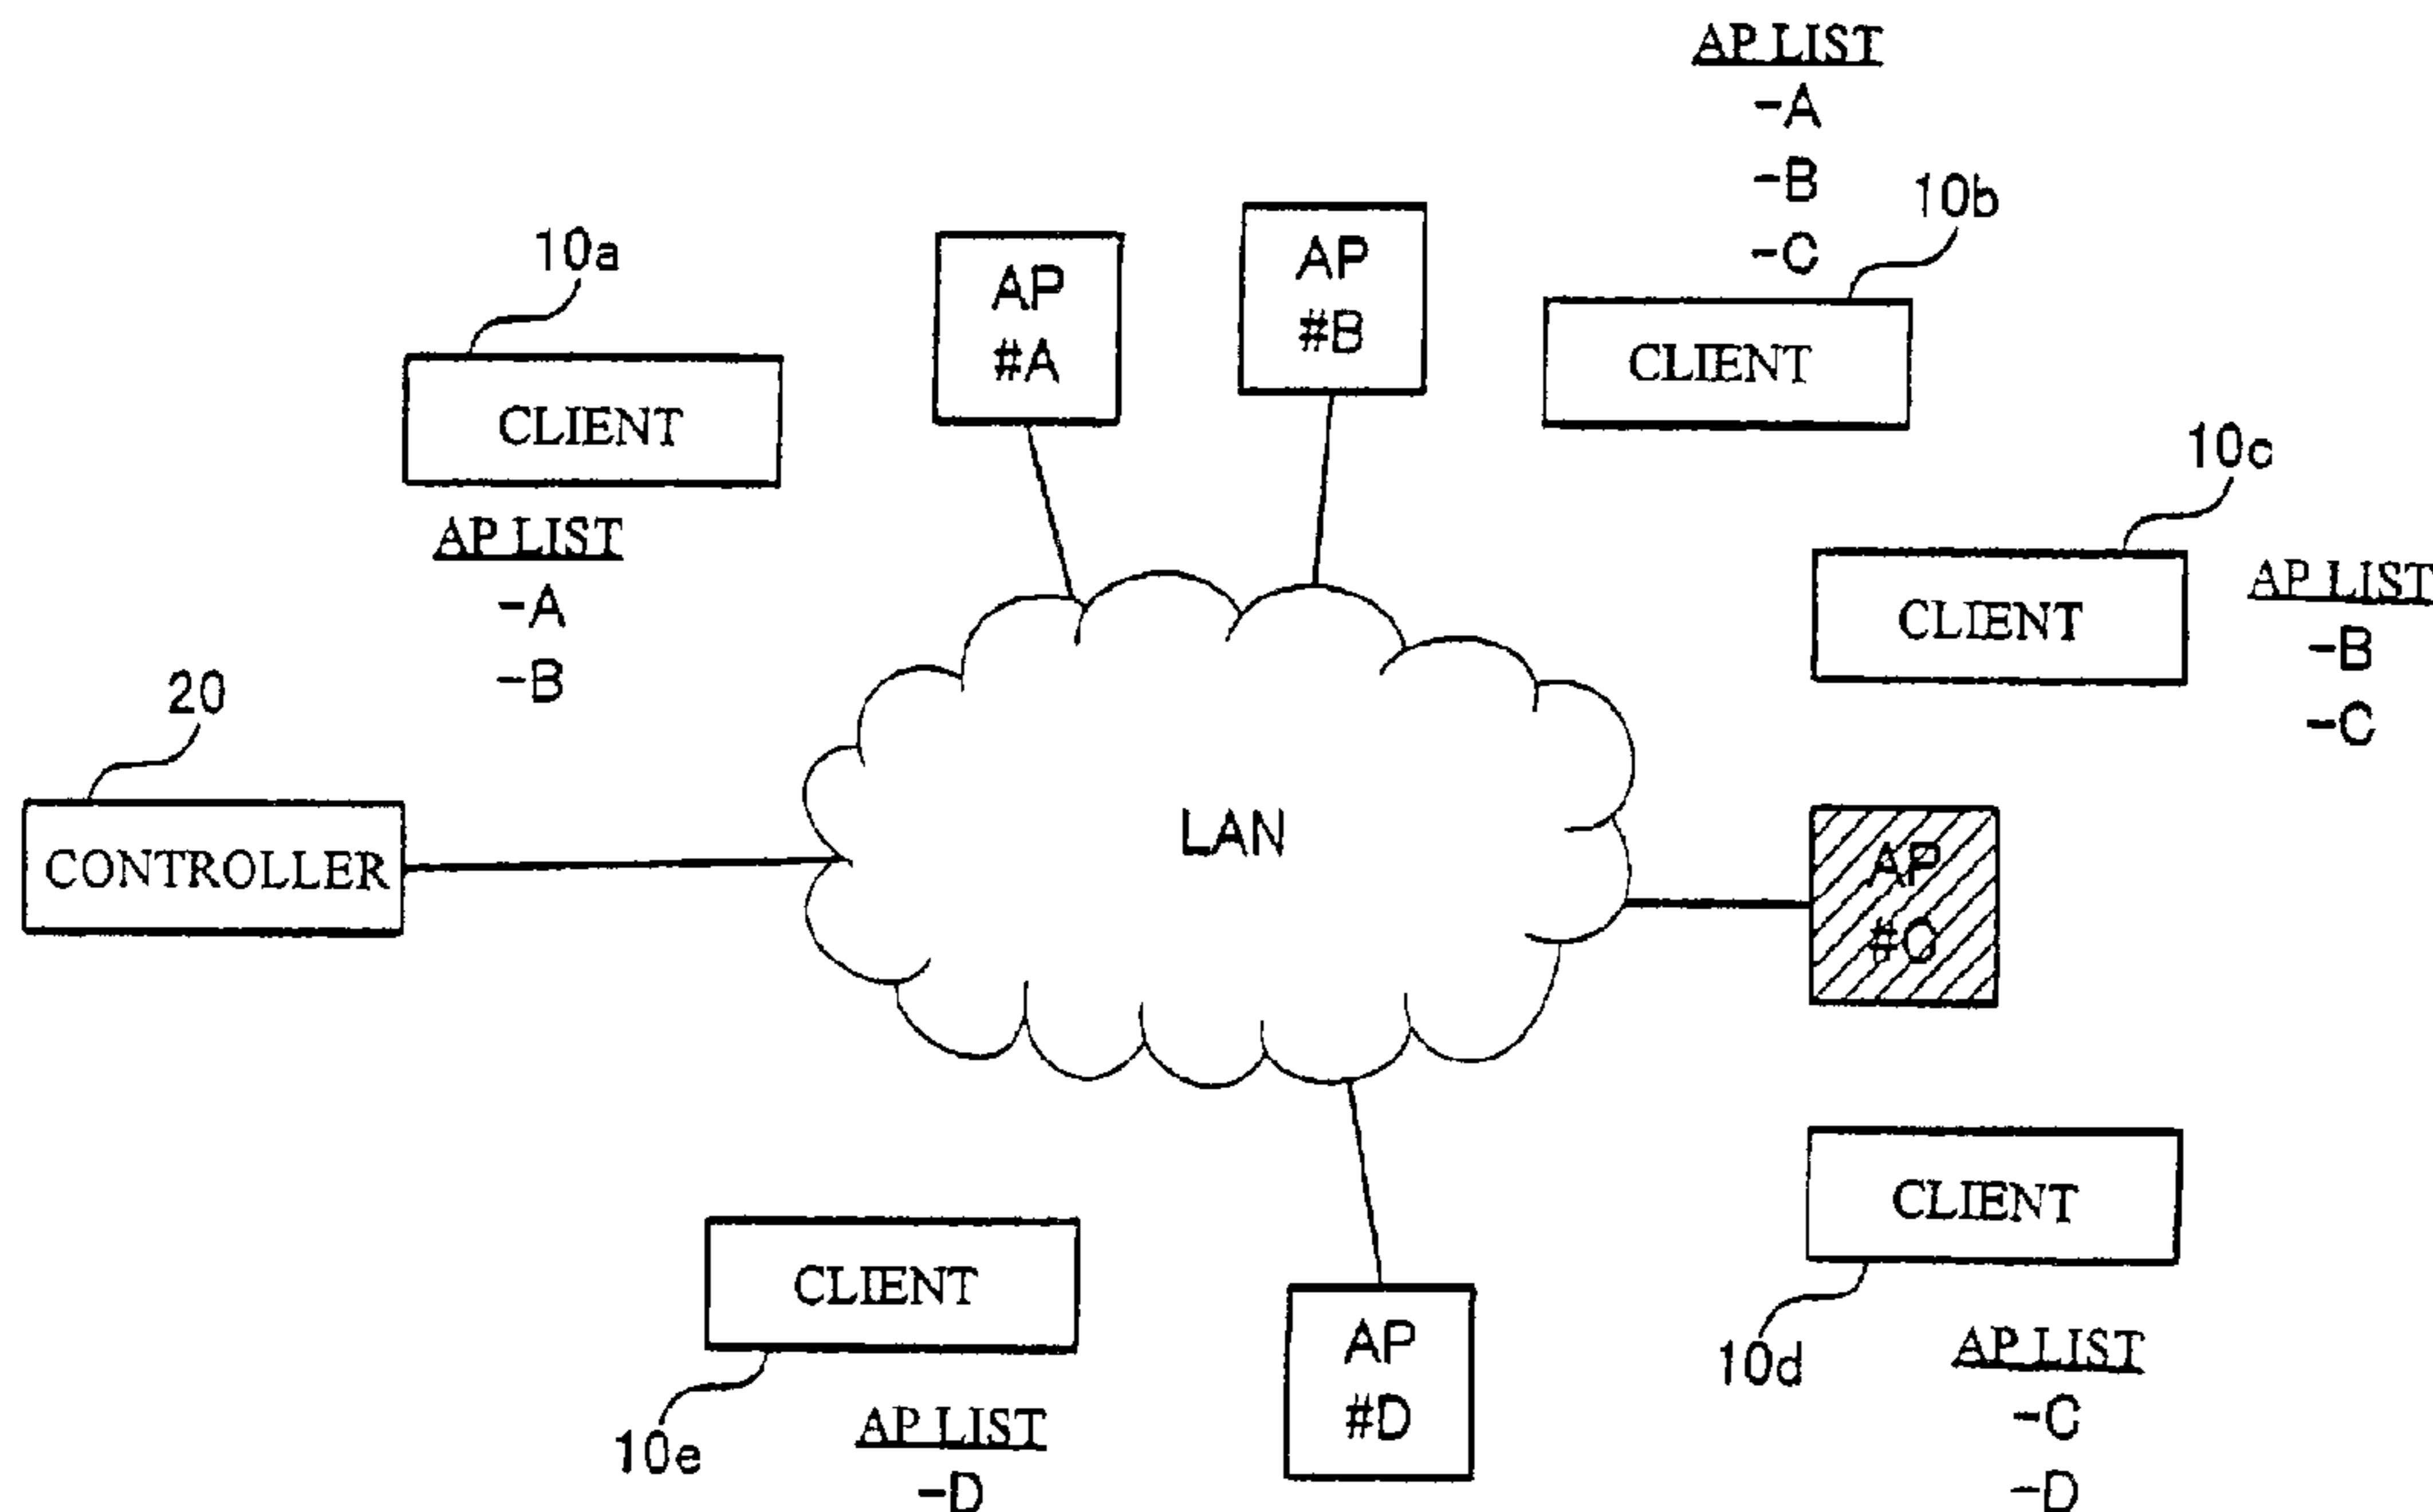 AP LIST
-A
-B
-C
10b
10a
AP
#A
AP
#B
CLIENT
CLIENT
10c
AP LIST
-A
-B
CLIENT
AP LIST
-B
-C
20
CONTROLLER
LAN
AP
#C
CLIENT
10d
AP LIST
-C
-D
CLIENT
10e
AP LIST
-D
AP
#D